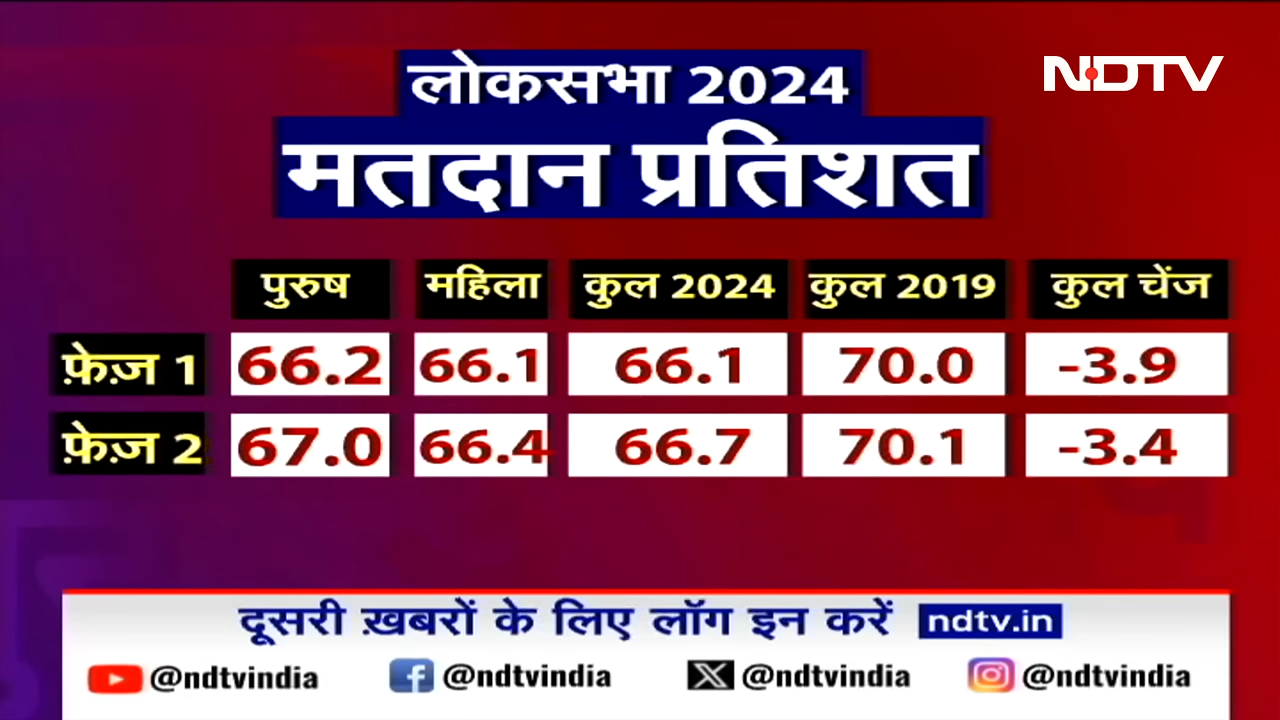 लोकसभा 2024
NDTV
मतदान प्रतिशत
पुरुष महिला कुल 2024 कुल 2019 कुल चेंज
फ़ेज़ 1 66.2 66.1 66.1 70.0 -3.9
फ़ेज़ 2 67.0 66.4 66.7 70.1 -3.4
दूसरी ख़बरों के लिए लॉग इन करें ndtv.in
@ndtvindia @ndtvindia @ndtvindia @ndtvindia